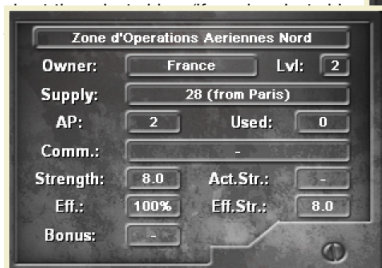 Zone d'Operations Aeriennes Nord
Owner: France Lvl: 2
Supply: 28 (from Paris)
AP: 2 Used: 0
Comm.: -
Strength: 8.0 Act.Str.: -
Eff.: 100% Eff.Str.: 8.0
Bonus: -